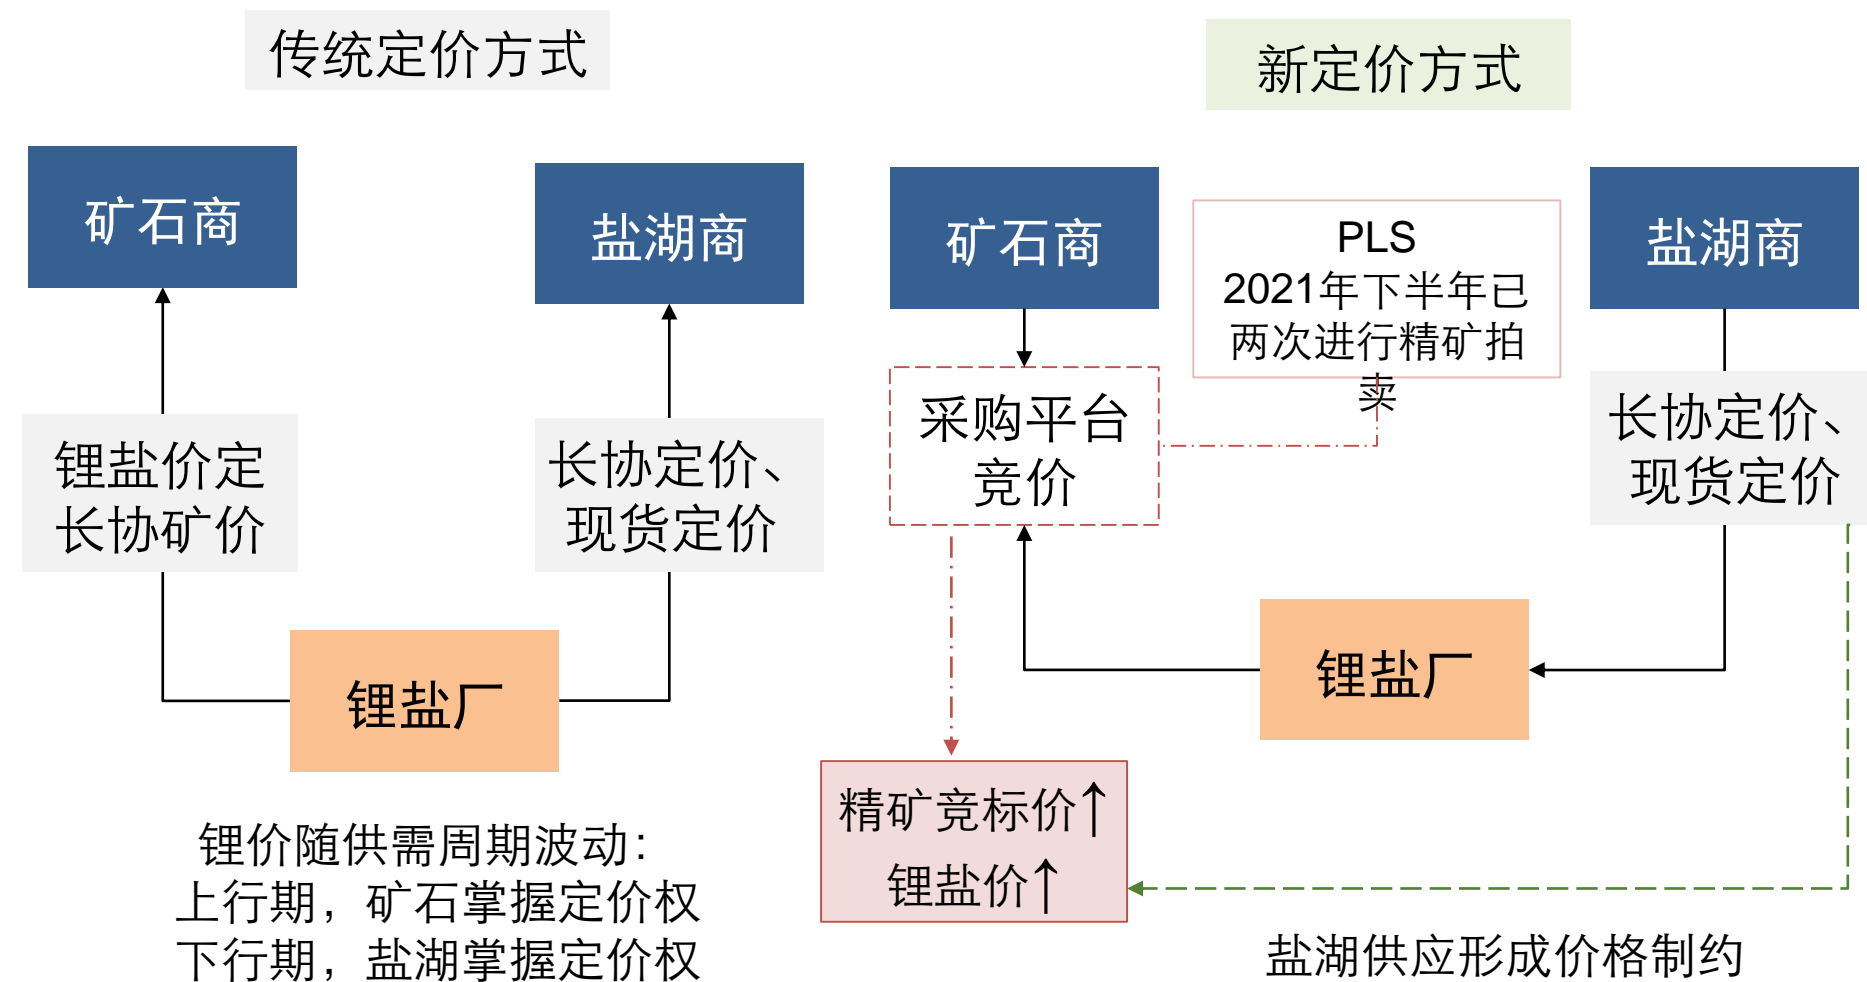 传统定价方式
矿石商
盐湖商
锂盐价定
长协矿价
长协定价、
现货定价
锂盐厂
锂价随供需周期波动：
上行期，矿石掌握定价权
下行期，盐湖掌握定价权
新定价方式
矿石商
PLS
2021年下半年已
两次进行精矿拍
卖
盐湖商
采购平台
竞价
长协定价、
现货定价
锂盐厂
精矿竞标价↑
锂盐价↑
盐湖供应形成价格制约